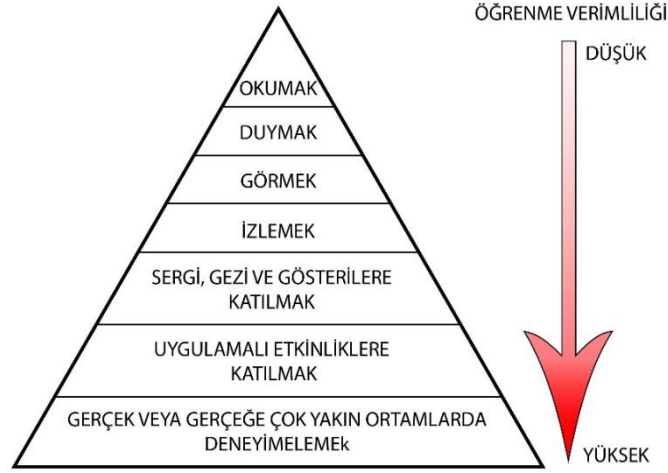 ÖĞRENME VERİMLİLİĞİ
DÜŞÜK
OKUMAK
DUYMAK
GÖRMEK
İZLEMEK
SERGİ, GEZİ VE GÖSTERİLERE
KATILMAK
UYGULAMALI ETKİNLİKLERE
KATILMAK
GERÇEK VEYA GERÇEĞE ÇOK YAKIN ORTAMLARDA
DENEYİMELEMEk
YÜKSEK